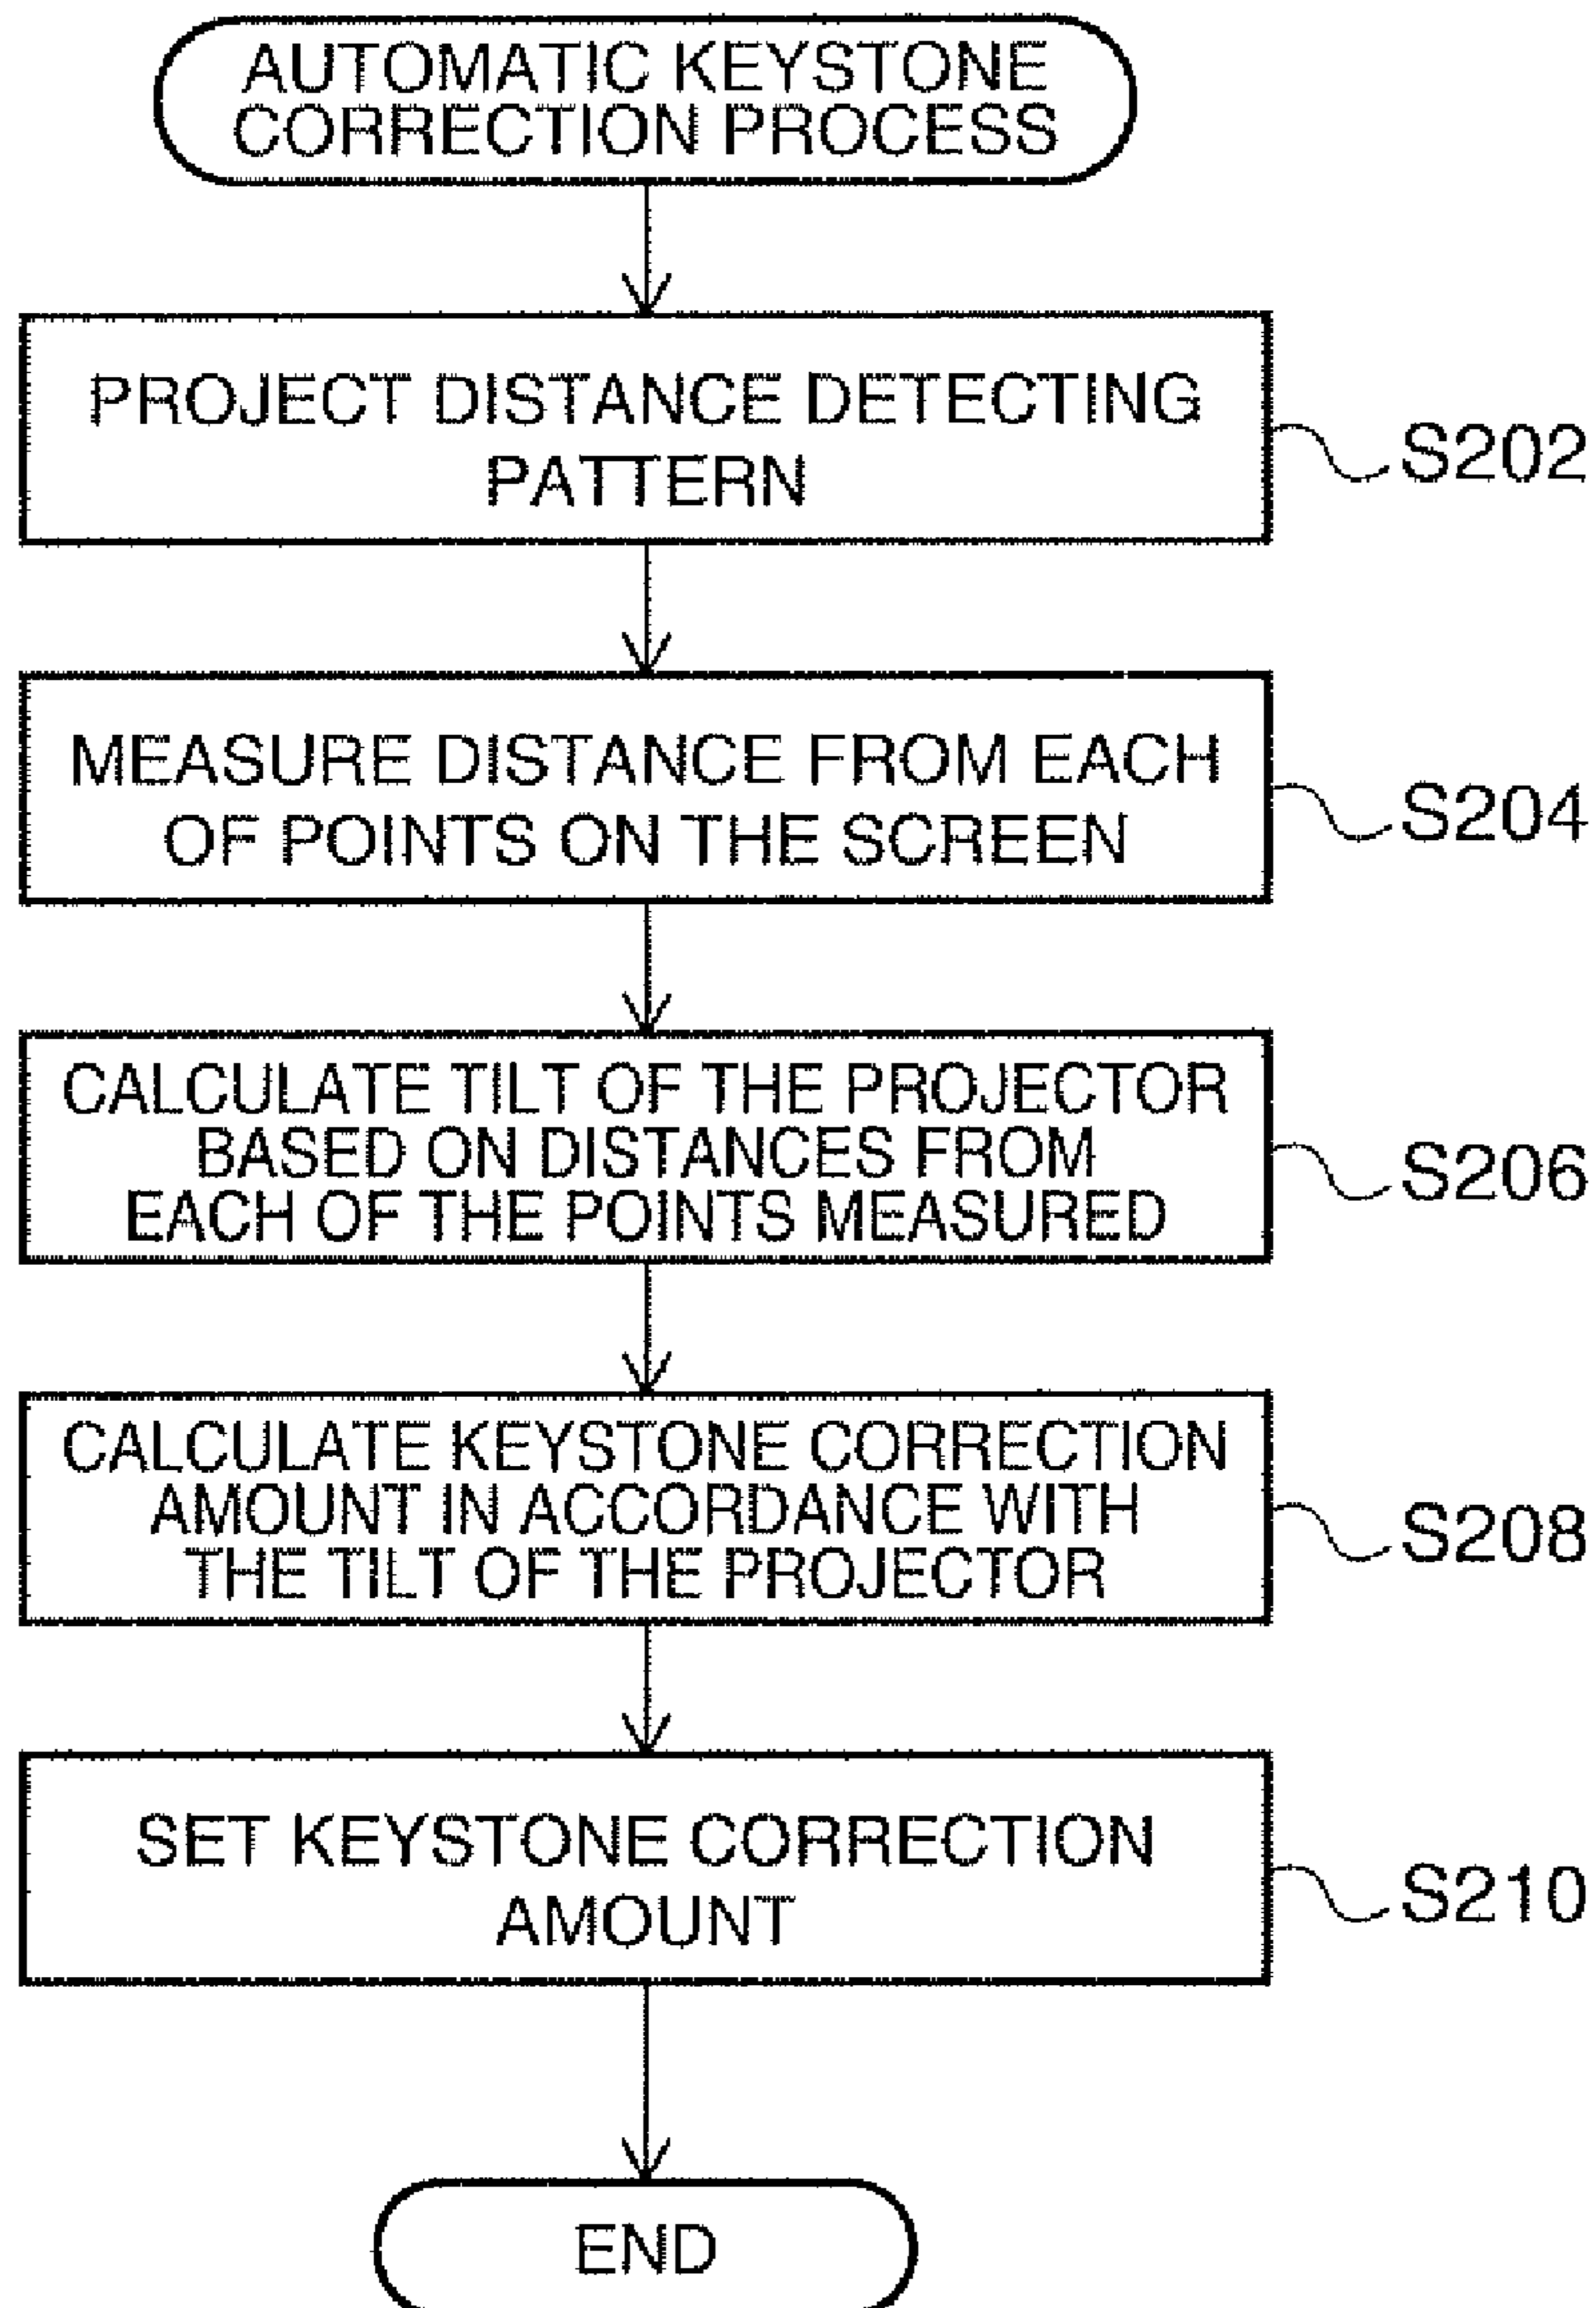 AUTOMATIC KEYSTONE
CORRECTION PROCESS
PROJECT DISTANCE DETECTING
PATTERN
S202
MEASURE DISTANCE FROM EACH
OF POINTS ON THE SCREEN
S204
CALCULATE TILT OF THE PROJECTOR
BASED ON DISTANCES FROM
EACH OF THE POINTS MEASURED
S206
CALCULATE KEYSTONE CORRECTION
AMOUNT IN ACCORDANCE WITH
THE TILT OF THE PROJECTOR
S208
SET KEYSTONE CORRECTION
AMOUNT
S210
END